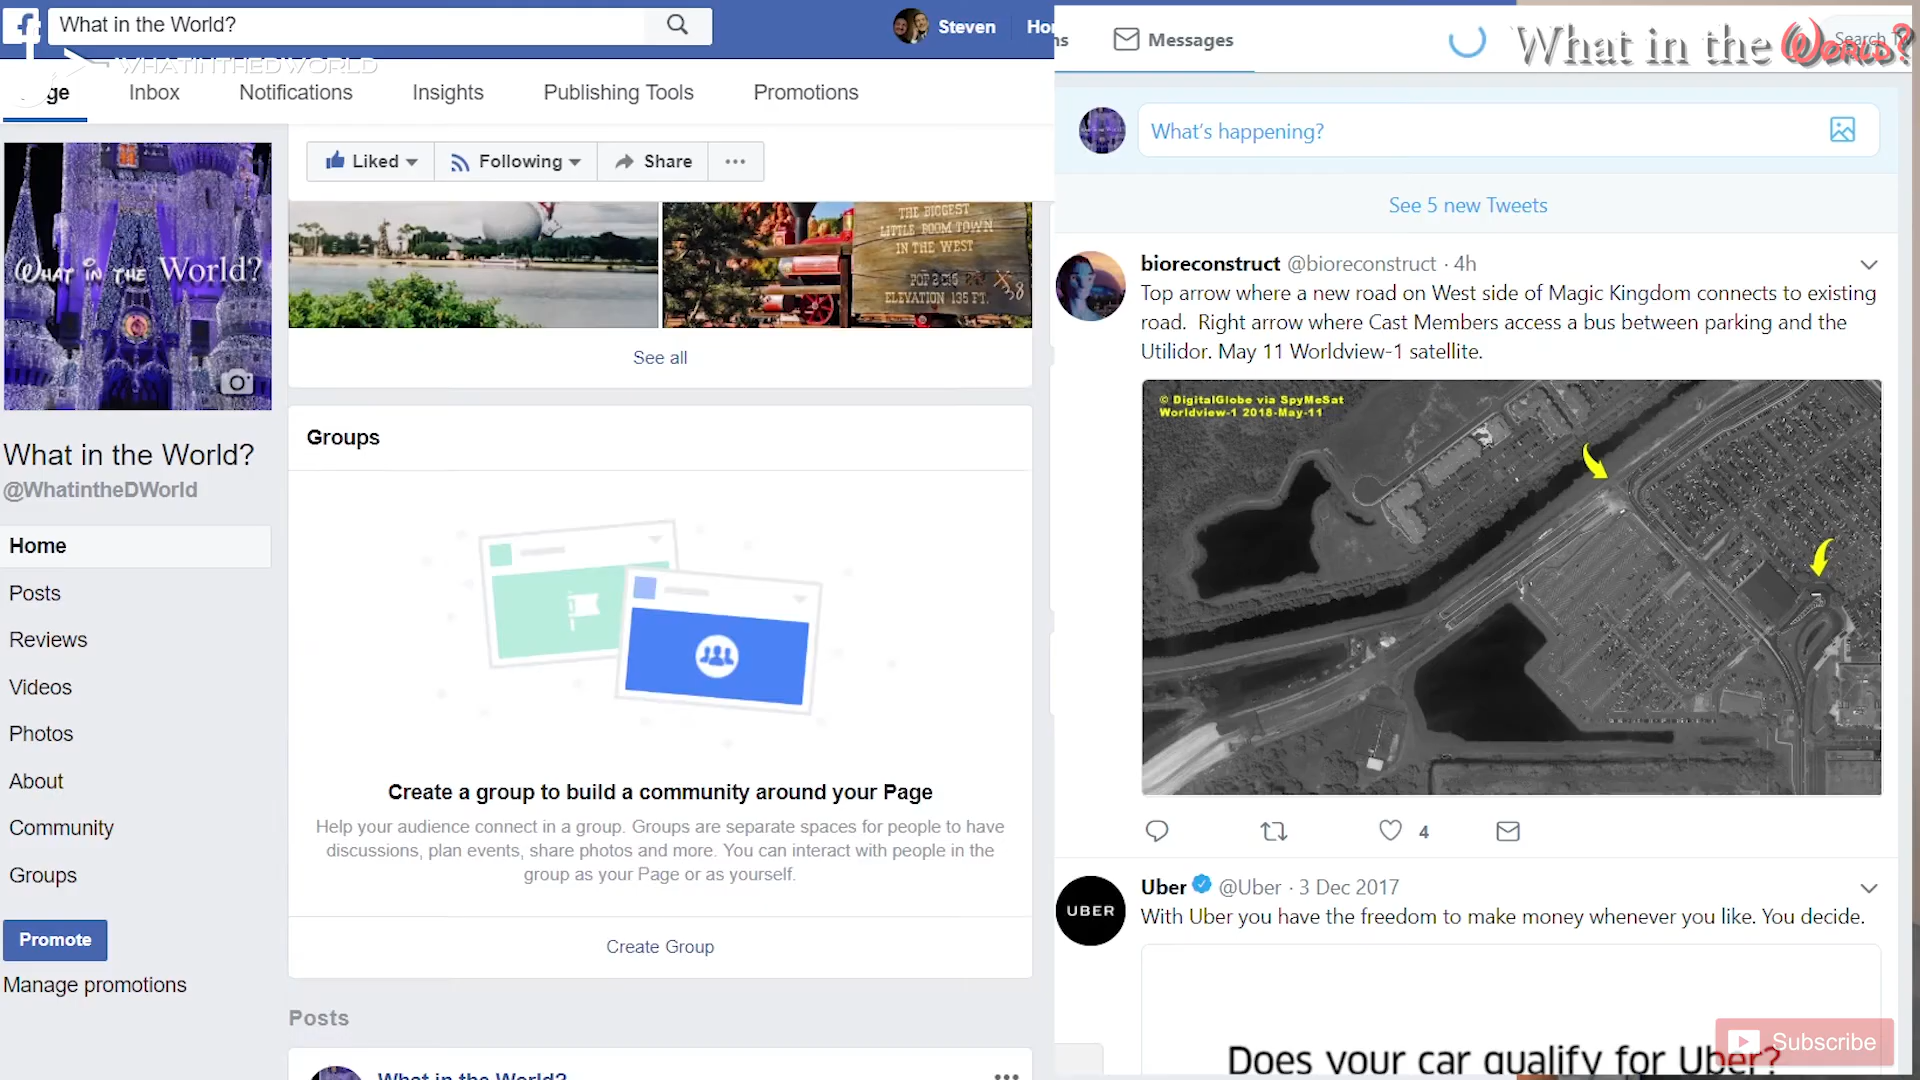 What in the World?
Steven
WHATINTHEDWORLD
Inbox
Notifications
Insights
Publishing Tools
Promotions
Liked
Following
Share
What in the World?
THE BIGGEST
LITTLE BOOM TOWN
IN THE WEST
ELEVATION 135 FT.
See all
Groups
Create a group to build a community around your Page
Help your audience connect in a group. Groups are separate spaces for people to have
discussions, plan events, share photos and more. You can interact with people in the
group as your Page or as yourself.
Create Group
Posts
What in the World?
What in the World?
@WhatintheDWorld
Home
Posts
Reviews
Videos
Photos
About
Community
Groups
Promote
Manage promotions
Messages
What in the World?
What's happening?
See 5 new Tweets
bioreconstruct @bioreconstruct · 4h
Top arrow where a new road on West side of Magic Kingdom connects to existing
road. Right arrow where Cast Members access a bus between parking and the
Utilidor. May 11 Worldview-1 satellite.
© DigitalGlobe via SpyMeSat
Worldview-1 2018-May-11
4
UBER
Uber @Uber · 3 Dec 2017
With Uber you have the freedom to make money whenever you like. You decide.
Does your car qualify for Uber?
Subscribe